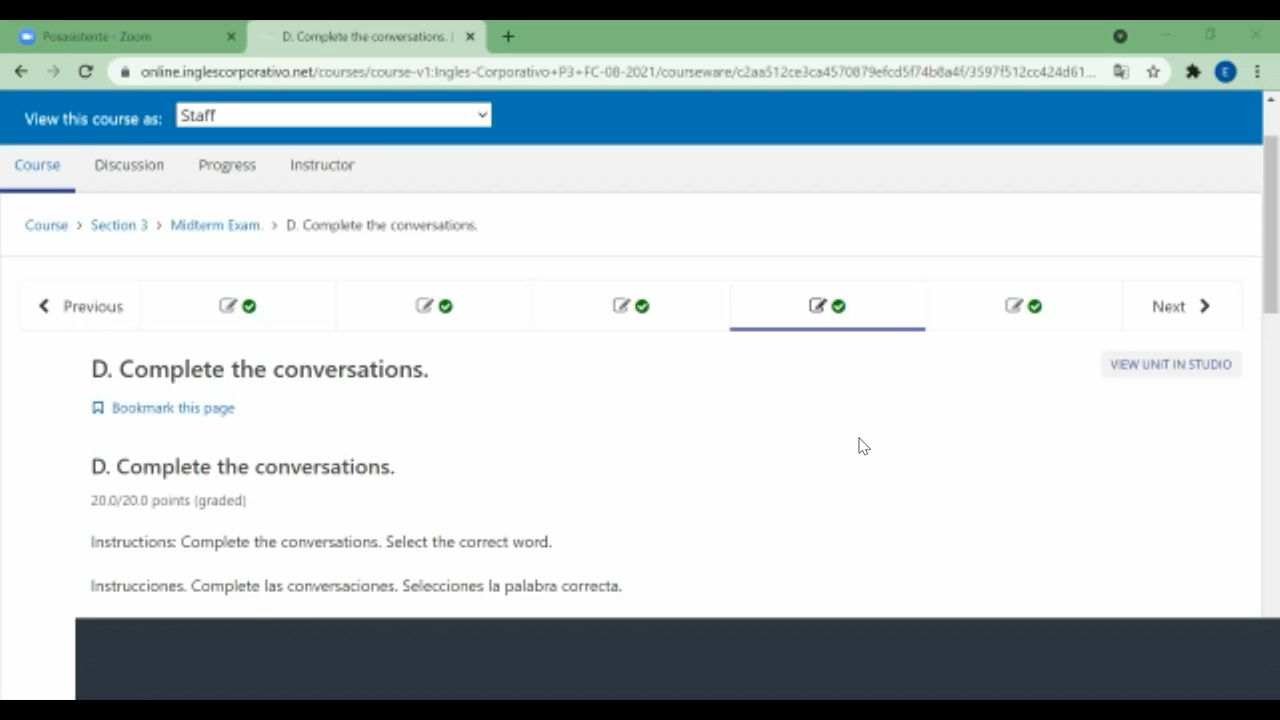 Posasistente - Zoom
D. Complete the conversations. |
online.inglescorporativo.net/courses/course-v1:Ingles-Corporativo+P3+FC-08-2021/courseware/c2aa512ce3ca4570879efcd5f74b8a4f/3597f512cc424d61...
E
View this course as: Staff
Course Discussion Progress Instructor
Course > Section 3 > Midterm Exam. > D. Complete the conversations.
Previous Next
D. Complete the conversations.
VIEW UNIT IN STUDIO
Bookmark this page
D. Complete the conversations.
20.0/20.0 points (graded)
Instructions: Complete the conversations. Select the correct word.
Instrucciones. Complete las conversaciones. Selecciones la palabra correcta.